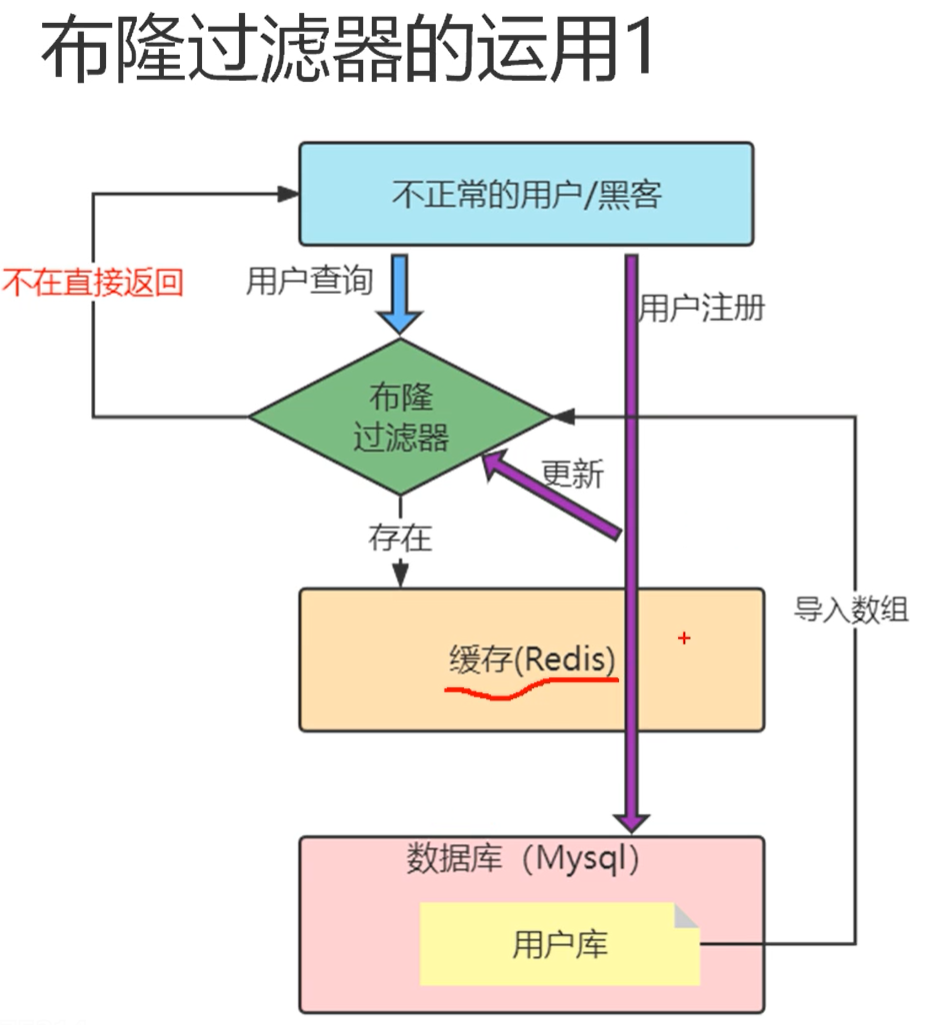 布隆过滤器的运用1
不正常的用户/黑客
不在直接返回
用户查询
用户注册
布隆
过滤器
更新
存在
导入数组
缓存(Redis)
数据库（Mysql）
用户库